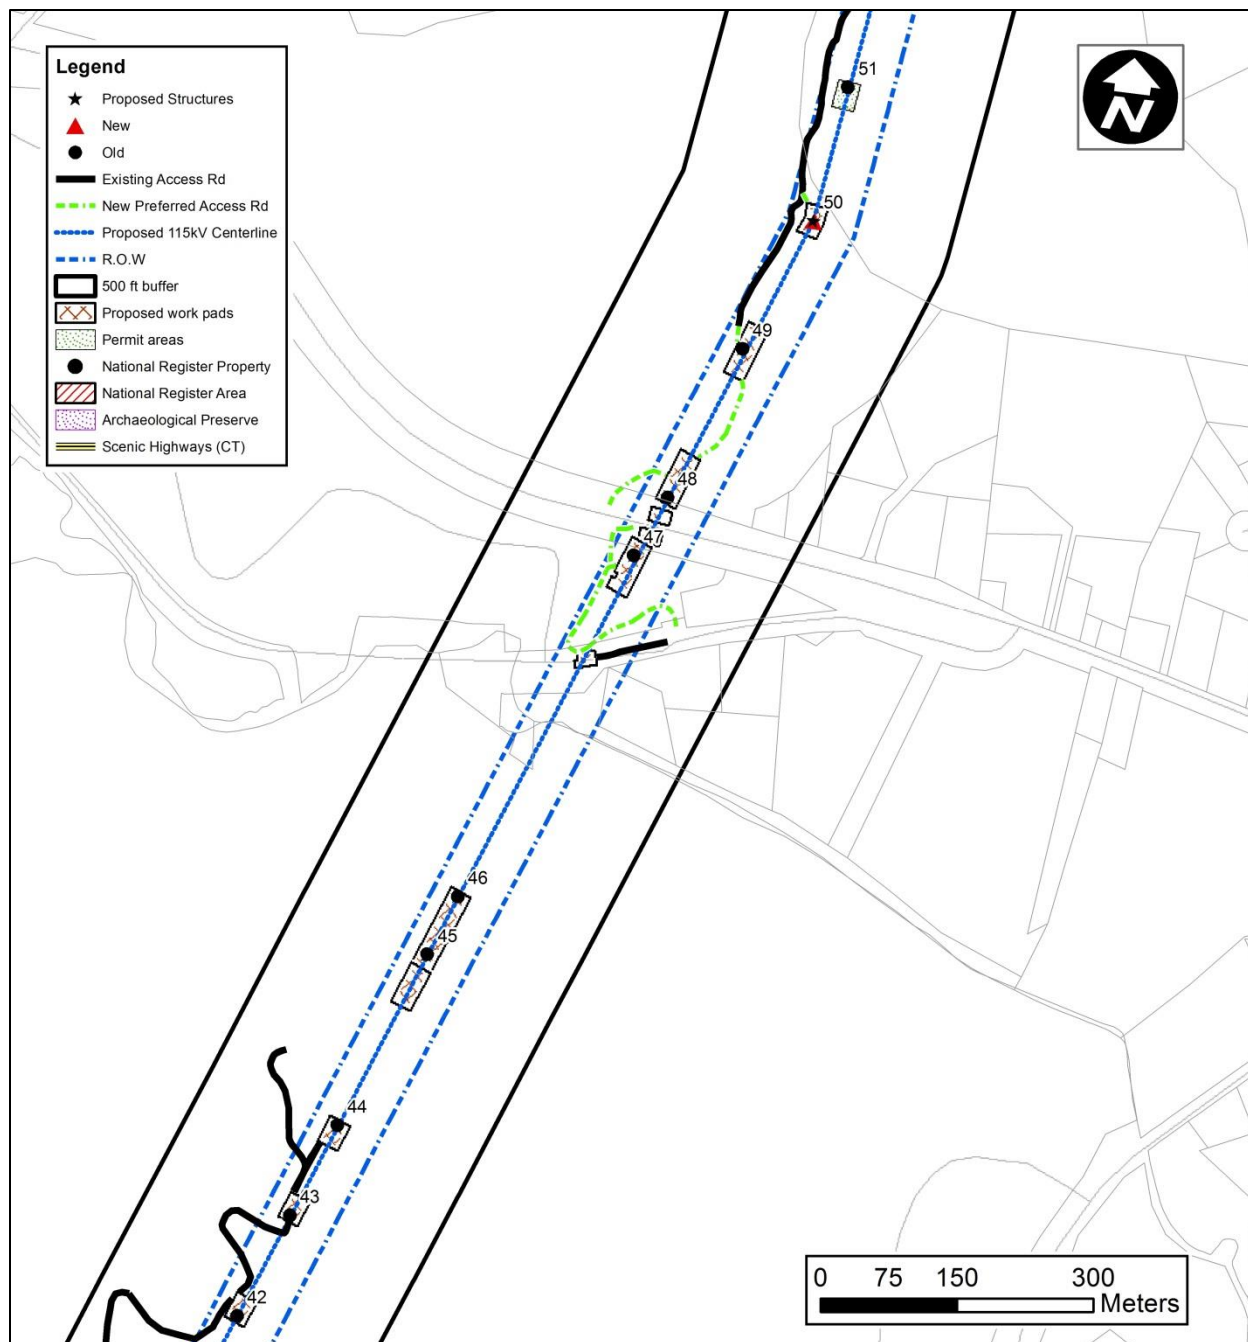 Legend
Proposed Structures
New
Old
Existing Access Rd
New Preferred Access Rd
Proposed 115kV Centerline
R.O.W
500 ft buffer
Proposed work pads
Permit areas
National Register Property
National Register Area
Archaeological Preserve
Scenic Highways (CT)
N
51
50
49
48
47
46
45
44
43
42
0 75 150 300
Meters